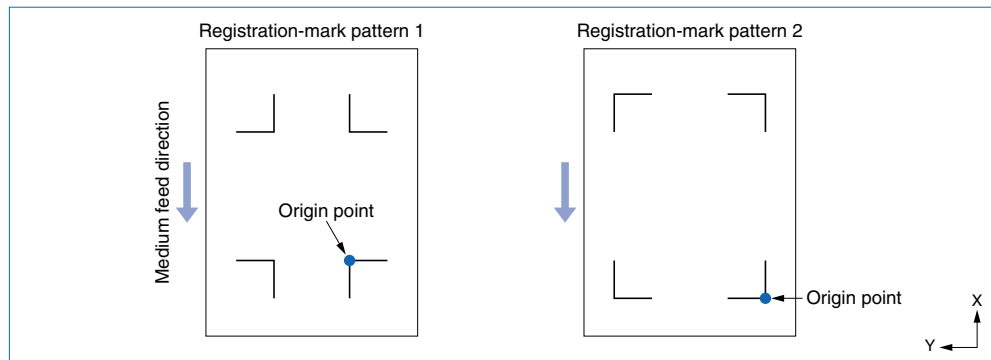 Registration-mark pattern 1
Registration-mark pattern 2
Medium feed direction
Origin point
Origin point
X
Y